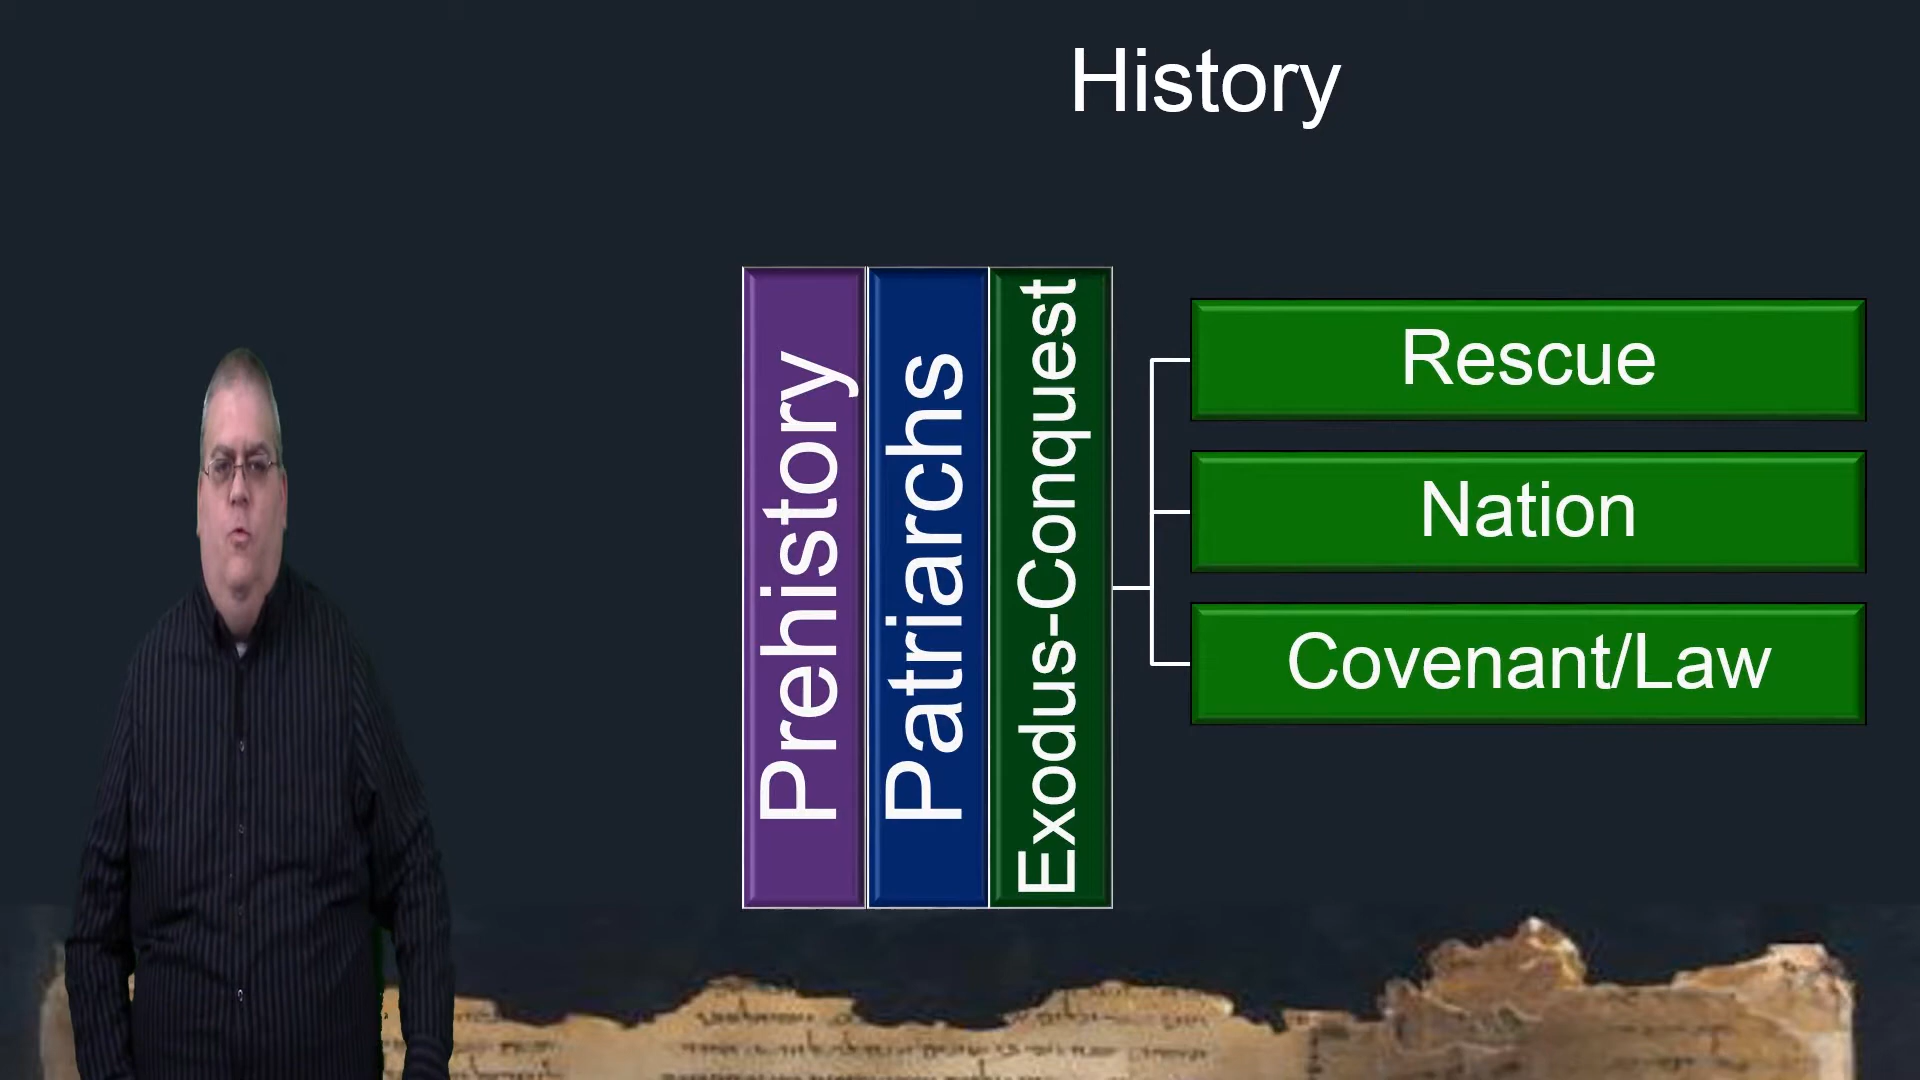 History
Prehistory
Patriarchs
Exodus-Conquest
Rescue
Nation
Covenant/Law